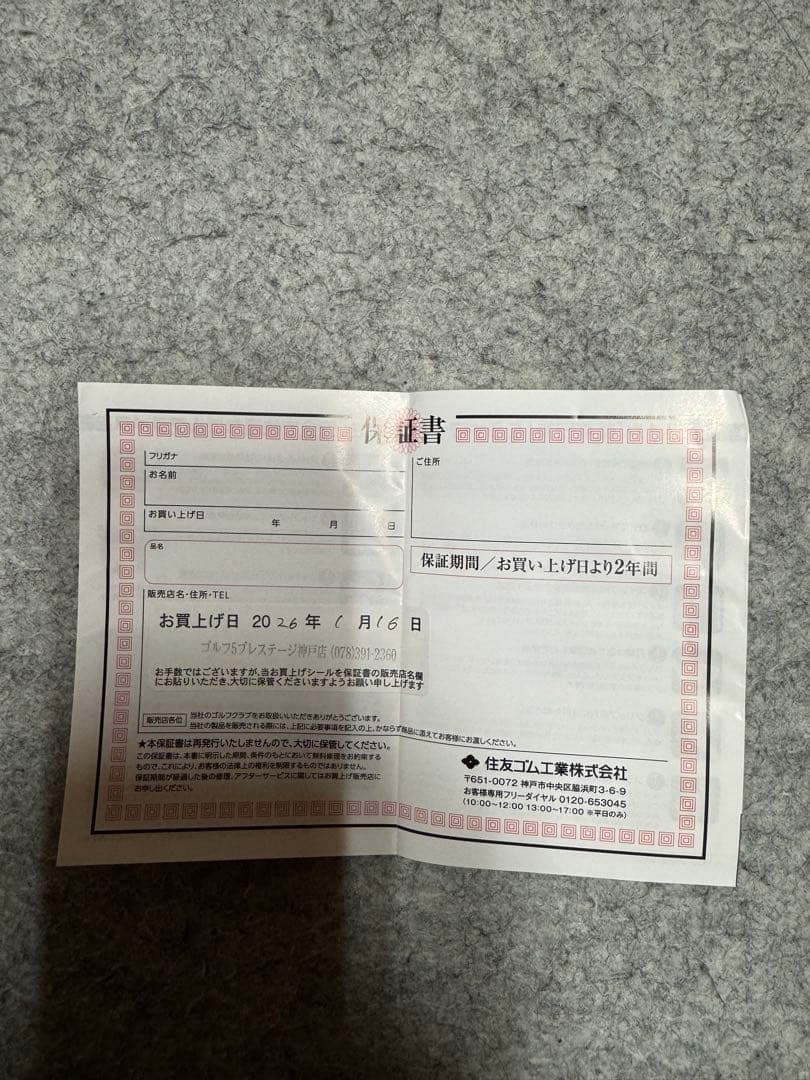 保証書
フリガナ
お名前
お買い上げ日 年 月 日
品名
ご住所
保証期間/お買い上げ日より2年間
販売店名・住所・TEL
お買上げ日 2026年 1月16日
ゴルフ5プレステージ神戸店 (078)391-2360
お手数ではございますが、当お買上げシールを保証書の販売店名欄
にお貼りいただき、大切に保管くださいますようお願い申し上げます
販売店各位 当社のゴルフクラブをお取扱いいただきありがとうございます。
当社の製品を販売される際には、上記に必要事項を記入の上、かならず商品に添えてお客様にお渡しください。
★本保証書は再発行いたしませんので、大切に保管してください。
この保証書は、本書に明示した期間、条件のもとにおいて無料修理をお約束する
もので、これにより、お客様の法律上の権利を制限するものではありません。
保証期間が経過した後の修理、アフターサービスに関してはお買上げ販売店に
お申し出ください。
住友ゴム工業株式会社
〒651-0072 神戸市中央区脇浜町3-6-9
お客様専用フリーダイヤル 0120-653045
(10:00~12:00 13:00~17:00 ※平日のみ)